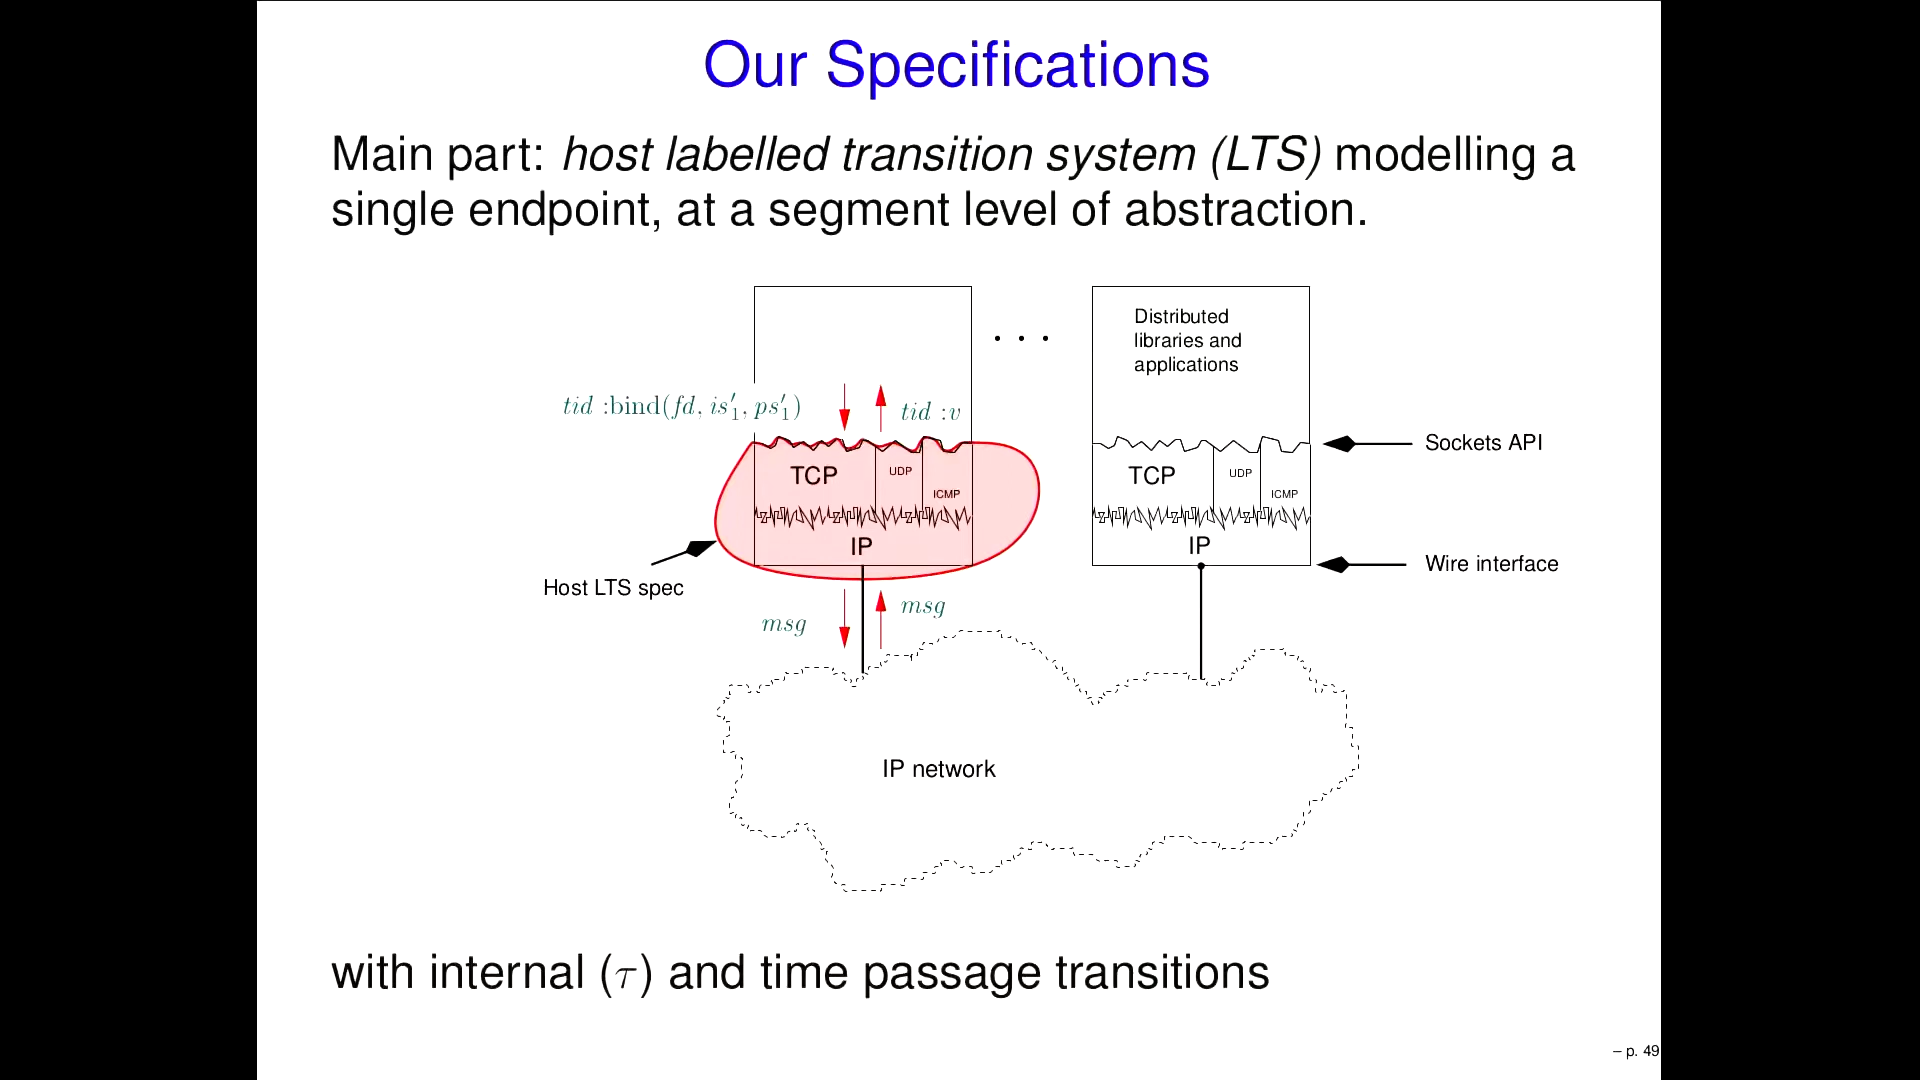 Our Specifications
Main part: host labelled transition system (LTS) modelling a
single endpoint, at a segment level of abstraction.
Distributed
libraries and
applications
tid :bind(fd, is′₁, ps′₁)
tid :v
Sockets API
TCP
UDP
ICMP
IP
TCP
UDP
ICMP
IP
Wire interface
Host LTS spec
msg
msg
IP network
with internal (τ) and time passage transitions
– p. 49